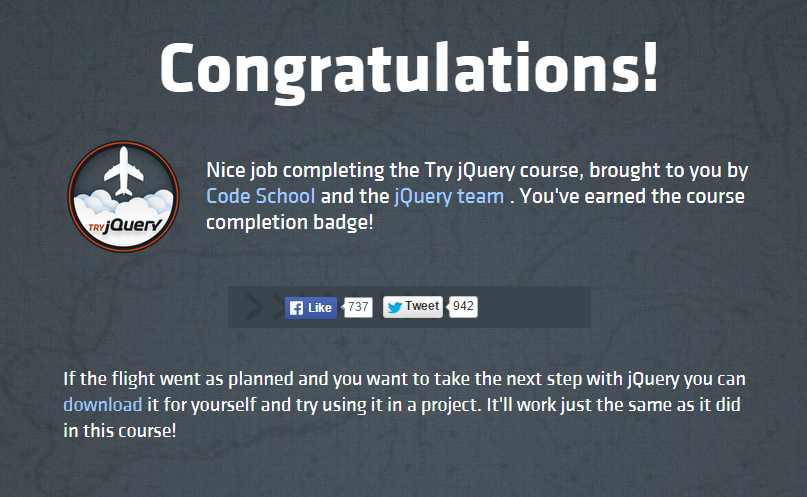 Congratulations!
Nice job completing the Try jQuery course, brought to you by
Code School and the jQuery team . You've earned the course
completion badge!
TRY jQuery
Like 737 Tweet 942
If the flight went as planned and you want to take the next step with jQuery you can
download it for yourself and try using it in a project. It'll work just the same as it did
in this course!